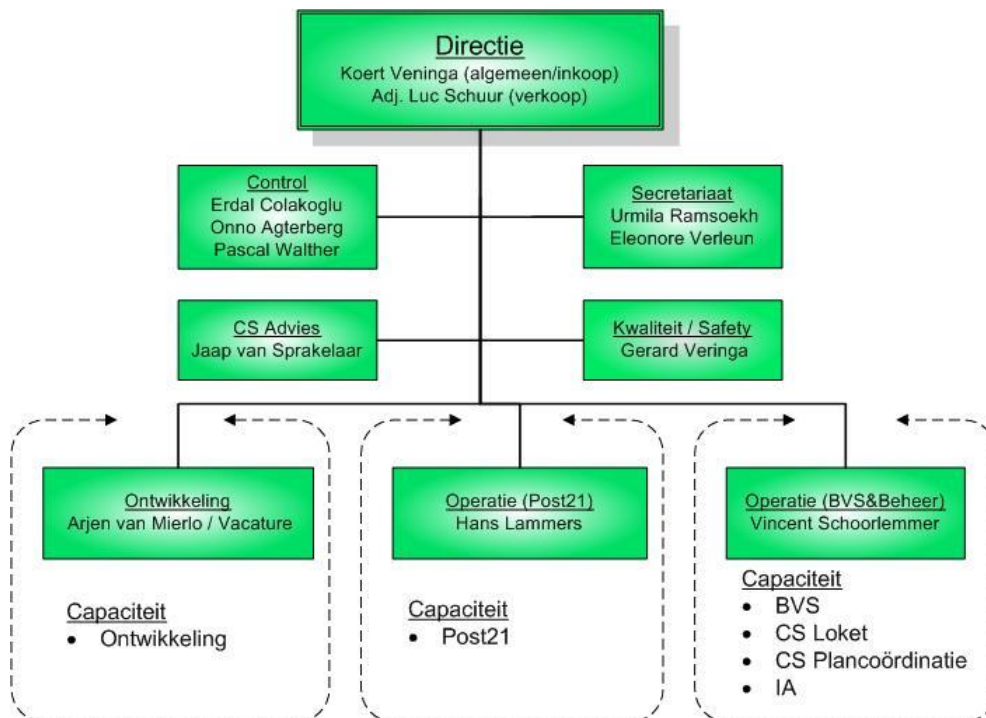 Directie
Koert Veninga (algemeen/inkoop)
Adj. Luc Schuur (verkoop)
Control
Erdal Colakoglu
Onno Agterberg
Pascal Walther
Secretariaat
Urmila Ramsoekh
Eleonore Verleun
CS Advies
Jaap van Sprakelaar
Kwaliteit / Safety
Gerard Veringa
Ontwikkeling
Arjen van Mierlo / Vacature
Capaciteit
• Ontwikkeling
Operatie (Post21)
Hans Lammers
Capaciteit
• Post21
Operatie (BVS&Beheer)
Vincent Schoorlemmer
Capaciteit
• BVS
• CS Loket
• CS Plancoördinatie
• IA